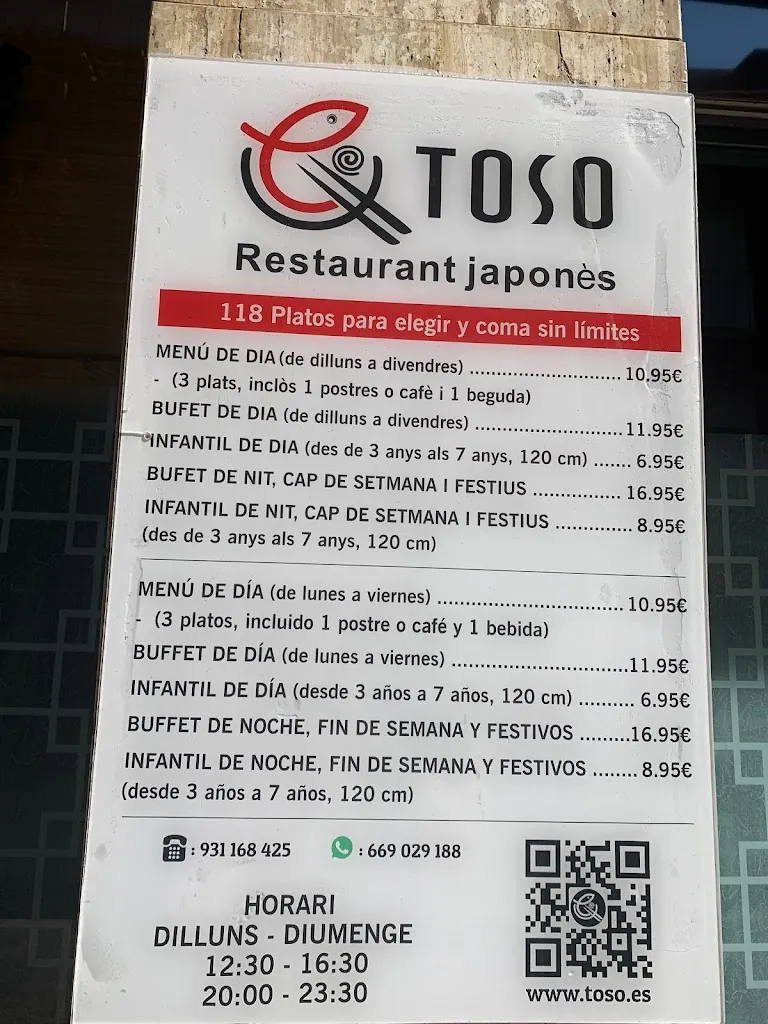 TOSO
Restaurant japonès
118 Platos para elegir y coma sin límites
MENÚ DE DIA (de dilluns a divendres) ............................. 10.95€
- (3 plats, inclòs 1 postres o cafè i 1 beguda)
BUFET DE DIA (de dilluns a divendres) ............................ 11.95€
INFANTIL DE DIA (des de 3 anys als 7 anys, 120 cm) ....... 6.95€
BUFET DE NIT, CAP DE SETMANA I FESTIUS ................. 16.95€
INFANTIL DE NIT, CAP DE SETMANA I FESTIUS ............... 8.95€
(des de 3 anys als 7 anys, 120 cm)
MENÚ DE DÍA (de lunes a viernes) ................................... 10.95€
- (3 platos, incluido 1 postre o café y 1 bebida)
BUFFET DE DÍA (de lunes a viernes) .................................11.95€
INFANTIL DE DÍA (desde 3 años a 7 años, 120 cm) .......... 6.95€
BUFFET DE NOCHE, FIN DE SEMANA Y FESTIVOS .........16.95€
INFANTIL DE NOCHE, FIN DE SEMANA Y FESTIVOS ........ 8.95€
(desde 3 años a 7 años, 120 cm)
: 931 168 425 : 669 029 188
HORARI
DILLUNS - DIUMENGE
12:30 - 16:30
20:00 - 23:30
www.toso.es